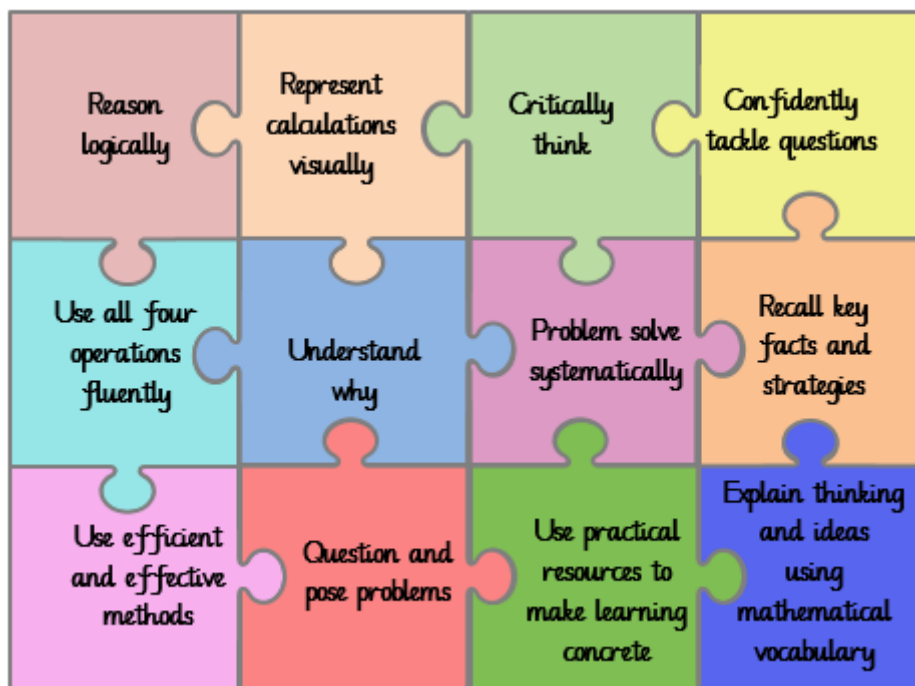 Reason
logically
Represent
calculations
visually
Critically
think
Confidently
tackle questions
Use all four
operations
fluently
Understand
why
Problem solve
systematically
Recall key
facts and
strategies
Use efficient
and effective
methods
Question and
pose problems
Use practical
resources to
make learning
concrete
Explain thinking
and ideas
using
mathematical
vocabulary